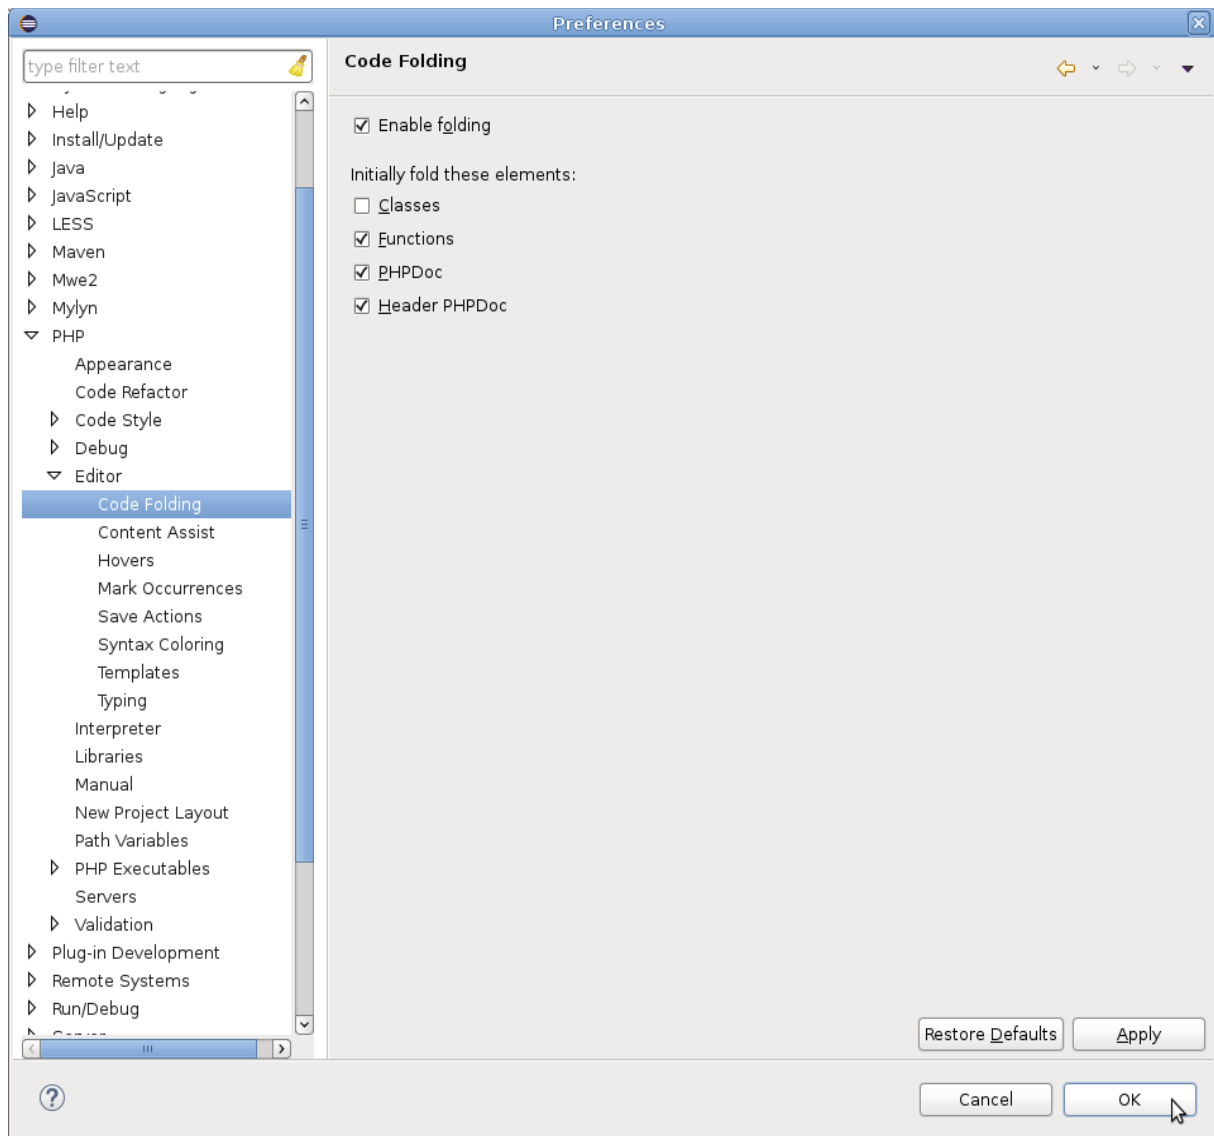 Preferences
type filter text
Help
Install/Update
Java
JavaScript
LESS
Maven
Mwe2
Mylyn
PHP
Appearance
Code Refactor
Code Style
Debug
Editor
Code Folding
Content Assist
Hovers
Mark Occurrences
Save Actions
Syntax Coloring
Templates
Typing
Interpreter
Libraries
Manual
New Project Layout
Path Variables
PHP Executables
Servers
Validation
Plug-in Development
Remote Systems
Run/Debug
Code Folding
Enable folding
Initially fold these elements:
Classes
Functions
PHPDoc
Header PHPDoc
Restore Defaults
Apply
Cancel
OK